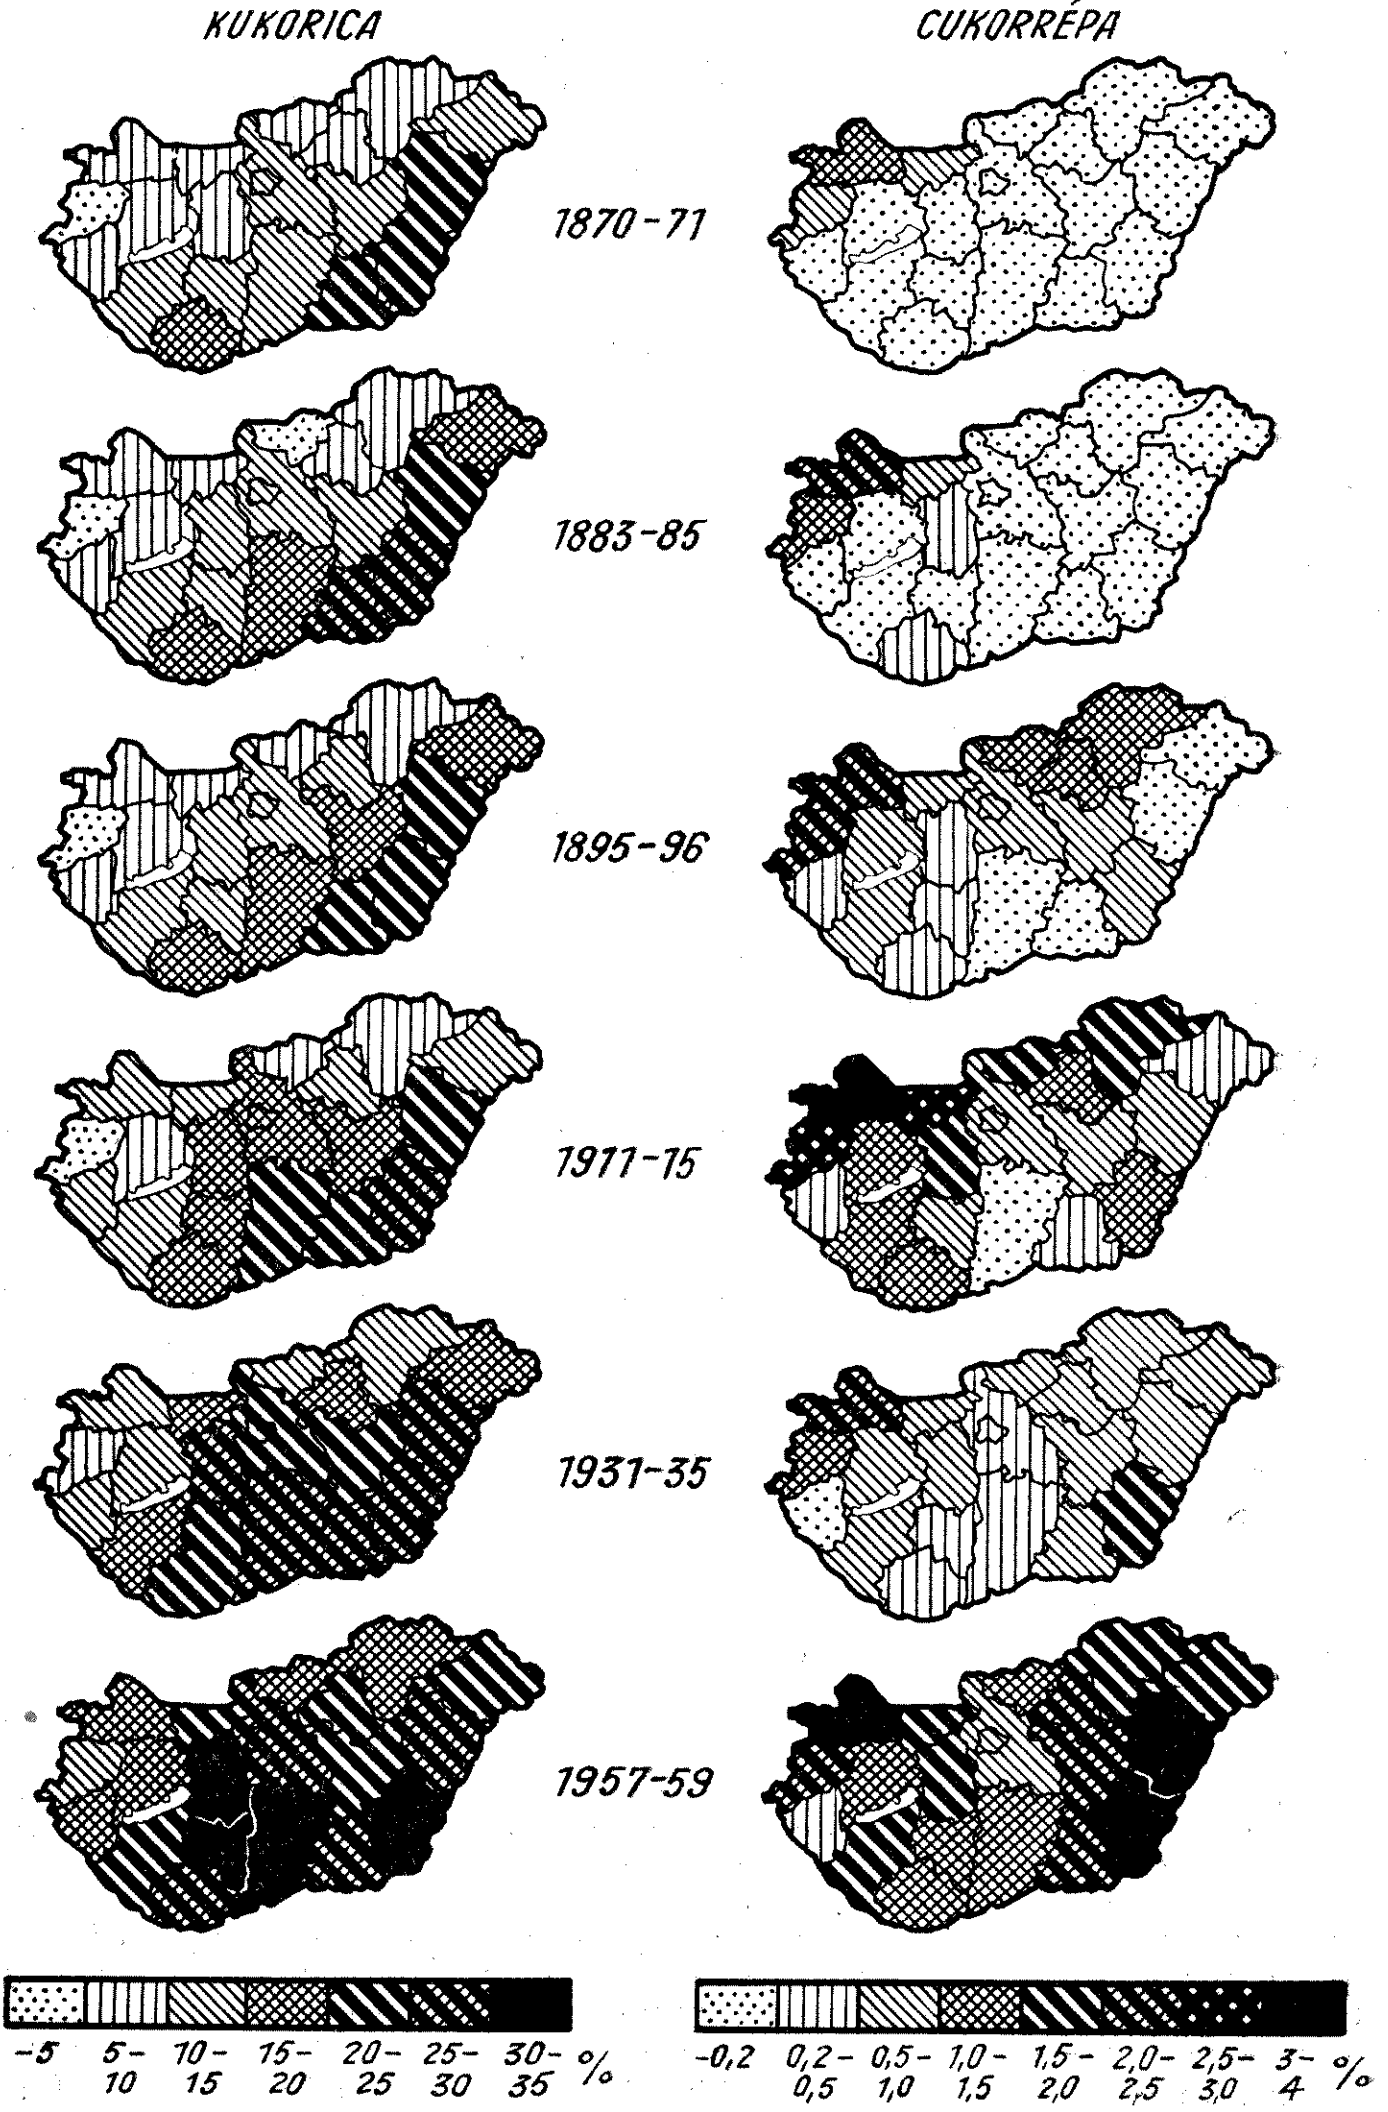 KUKORICA
CUKORRÉPA
1870-71
1883-85
1895-96
1911-15
1931-35
1957-59
-5 5- 10- 15- 20- 25- 30- %
10 15 20 25 30 35
-0,2 0,2- 0,5- 1,0- 1,5- 2,0- 2,5- 3- %
0,5 1,0 1,5 2,0 2,5 3,0 4